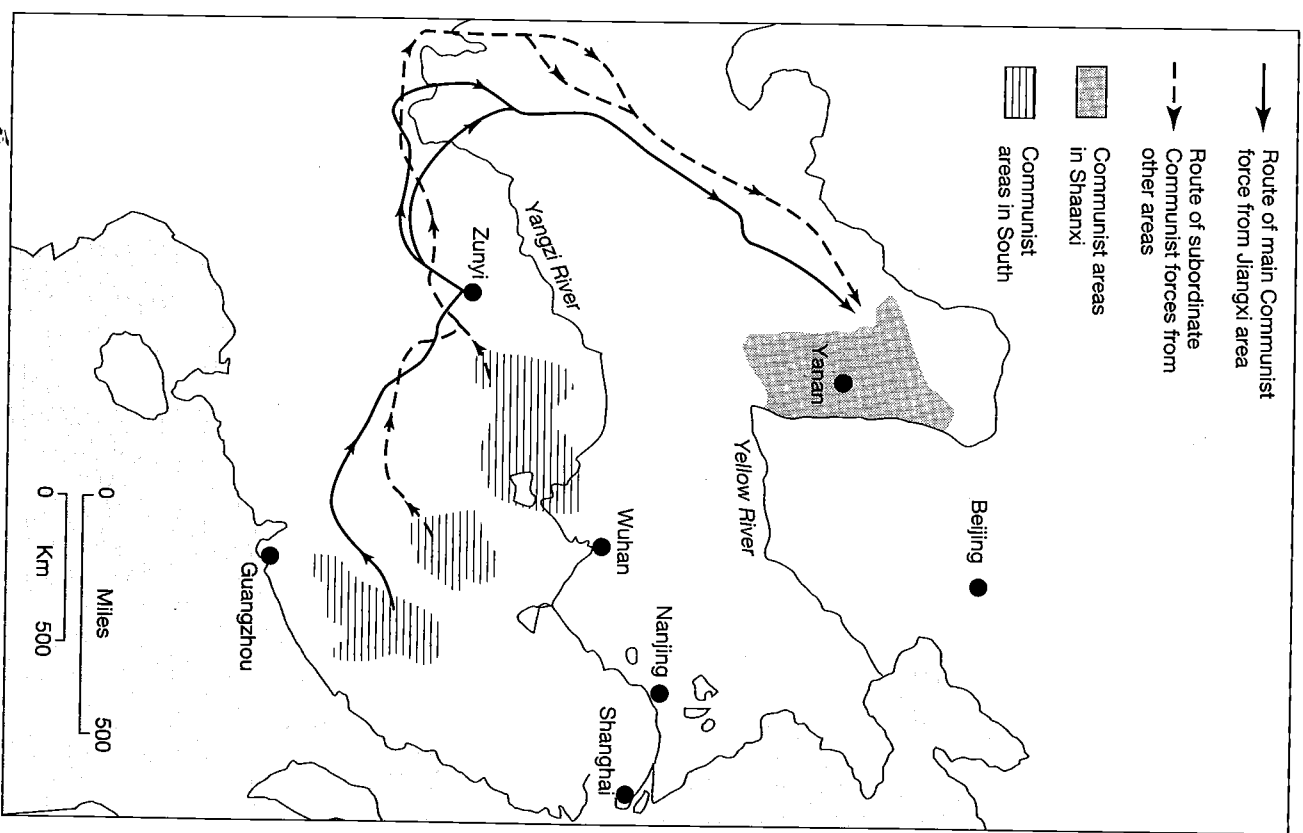 Route of main Communist
force from Jiangxi area
Route of subordinate
Communist forces from
other areas
Communist areas
in Shaanxi
Communist
areas in South
Beijing
Yanan
Yellow River
Yangzi River
Zunyi
Wuhan
Nanjing
Shanghai
Guangzhou
0 Miles 500
0 Km 500